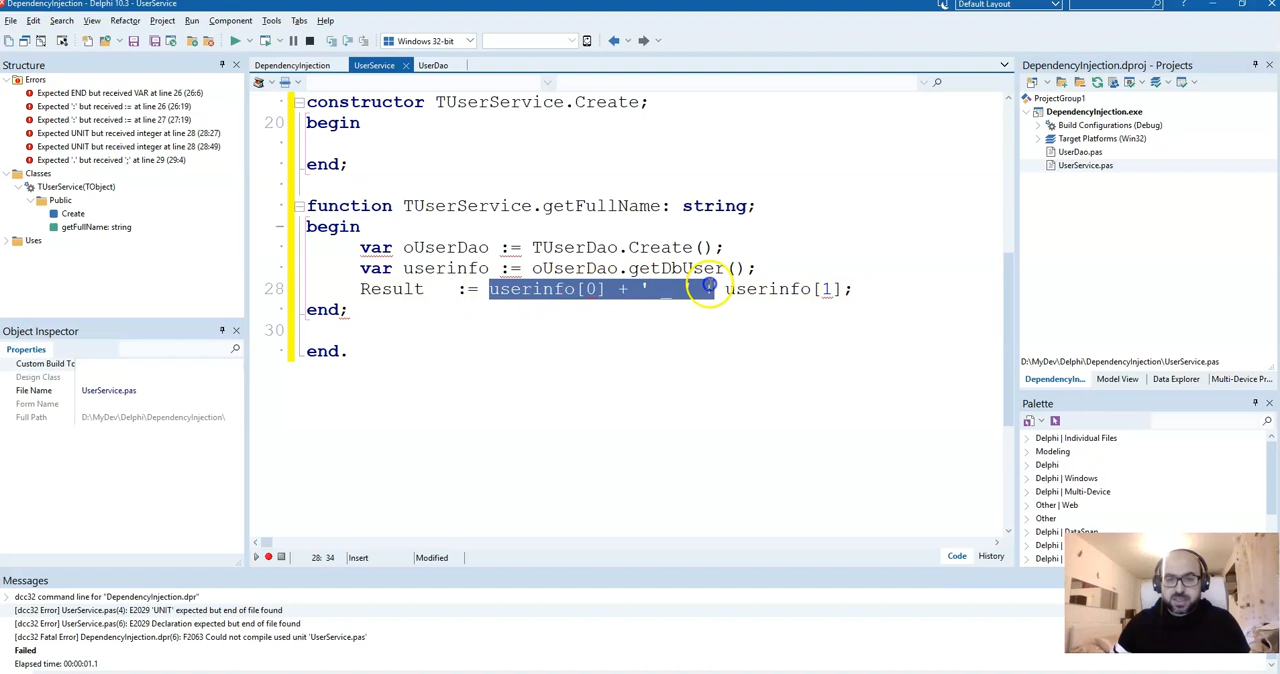 DependencyInjection - Delphi 10.3 - UserService
Default Layout
File Edit Search View Refactor Project Run Component Tools Tabs Help
Windows 32-bit
Structure
Errors
Expected END but received VAR at line 26 (26:6)
Expected ':' but received := at line 26 (26:19)
Expected ':' but received := at line 27 (27:19)
Expected UNIT but received integer at line 28 (28:27)
Expected UNIT but received integer at line 28 (28:49)
Expected '.' but received ';' at line 29 (29:4)
Classes
TUserService(TObject)
Public
Create
getFullName: string
Uses
Object Inspector
Properties
Custom Build To
Design Class
File Name UserService.pas
Form Name
Full Path D:\MyDev\Delphi\DependencyInjection\
DependencyInjection UserService UserDao
constructor TUserService.Create;
20 begin
end;
function TUserService.getFullName: string;
begin
var oUserDao := TUserDao.Create();
var userinfo := oUserDao.getDbUser();
28 Result := userinfo[0] + ' _ ' userinfo[1];
end;
30
end.
28: 34 Insert Modified
Code History
DependencyInjection.dproj - Projects
ProjectGroup1
DependencyInjection.exe
Build Configurations (Debug)
Target Platforms (Win32)
UserDao.pas
UserService.pas
D:\MyDev\Delphi\DependencyInjection\UserService.pas
DependencyIn... Model View Data Explorer Multi-Device Pr...
Palette
Delphi | Individual Files
Modeling
Delphi
Delphi | Windows
Delphi | Multi-Device
Other | Web
Other
Delphi | DataSnap
Delphi |
Delphi |
Messages
dcc32 command line for "DependencyInjection.dpr"
[dcc32 Error] UserService.pas(4): E2029 'UNIT' expected but end of file found
[dcc32 Error] UserService.pas(6): E2029 Declaration expected but end of file found
[dcc32 Fatal Error] DependencyInjection.dpr(6): F2063 Could not compile used unit 'UserService.pas'
Failed
Elapsed time: 00:00:01.1